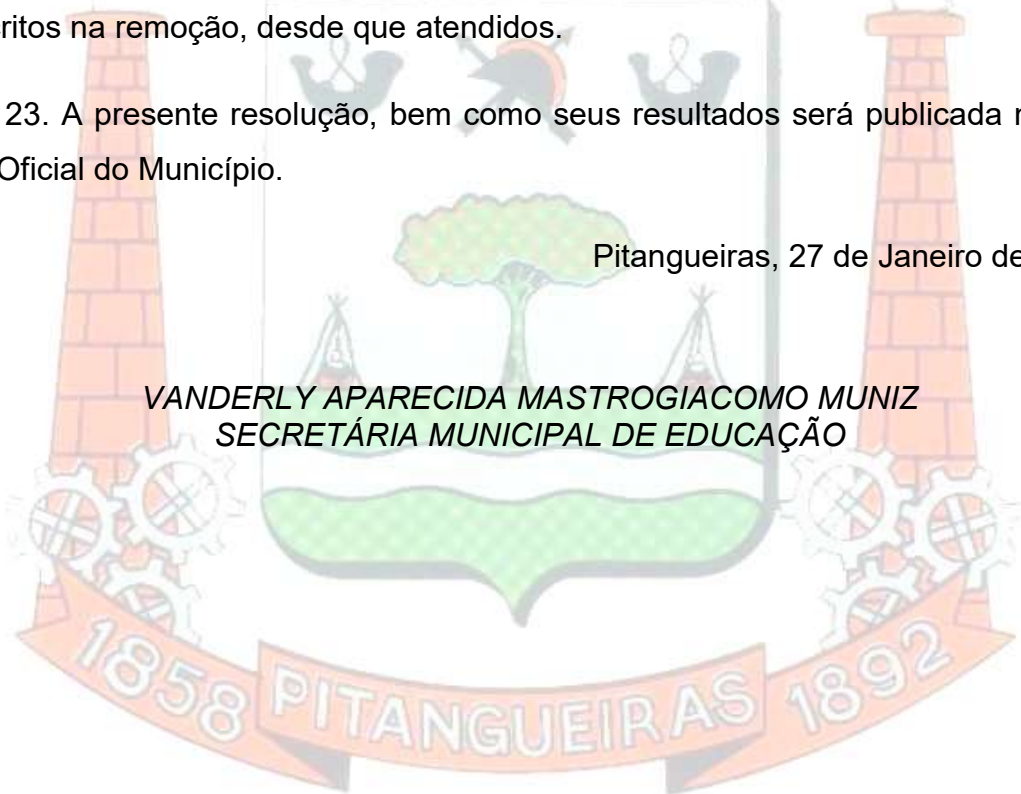 ritos na remoção, desde que atendidos.
23. A presente resolução, bem como seus resultados será publicada
Oficial do Município.
Pitangueiras, 27 de Janeiro de
VANDERLY APARECIDA MASTROGIACOMO MUNIZ
SECRETÁRIA MUNICIPAL DE EDUCAÇÃO
1858 PITANGUEIRAS 1892